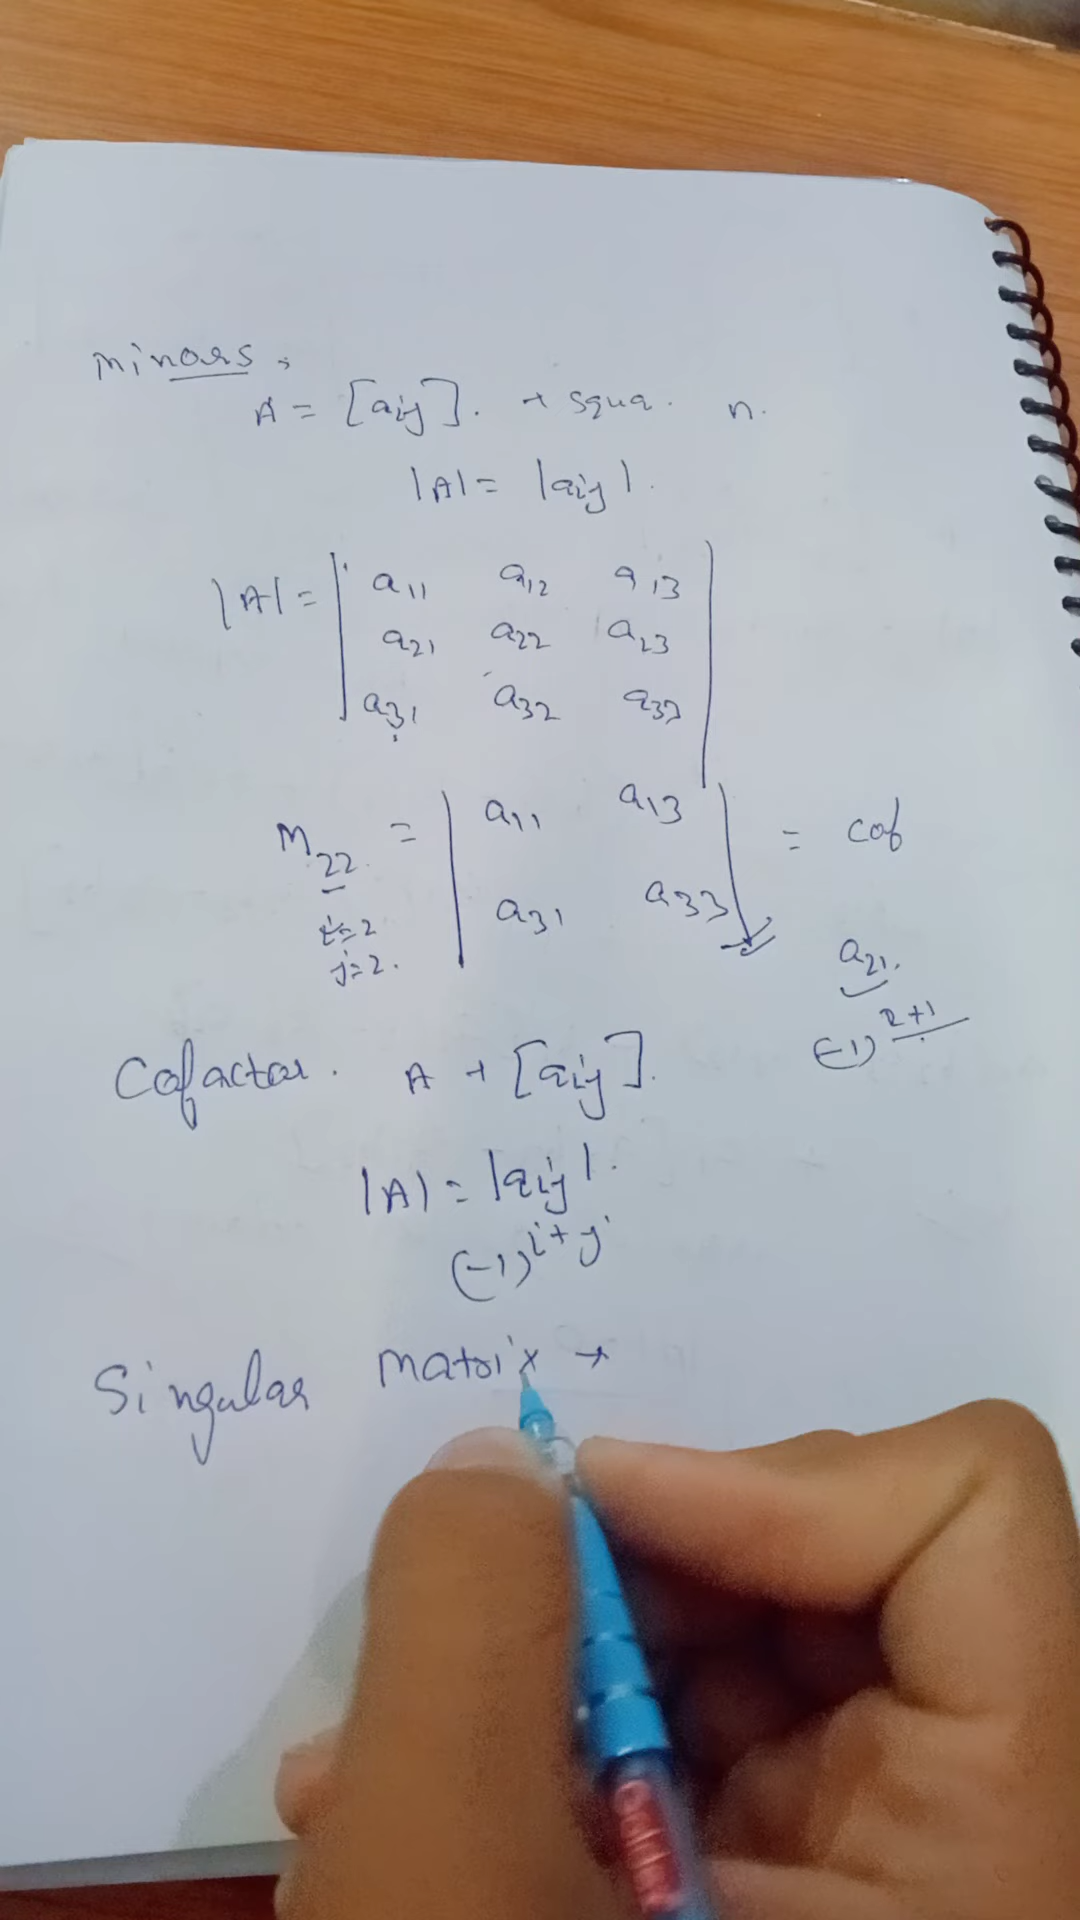 Minors,
A = [aij]. → squa. n.
|A| = |aij|.
|A| = | a11 a12 a13 |
| a21 a22 a23 |
| a31 a32 a33 |
M22. = | a11 a13 | = cof
| a31 a33 |
i=2
j=2.
a21.
(-1)^2+1
Cofactor. A → [aij].
|A| = |aij|.
(-1)^i+j
Singular Matrix →